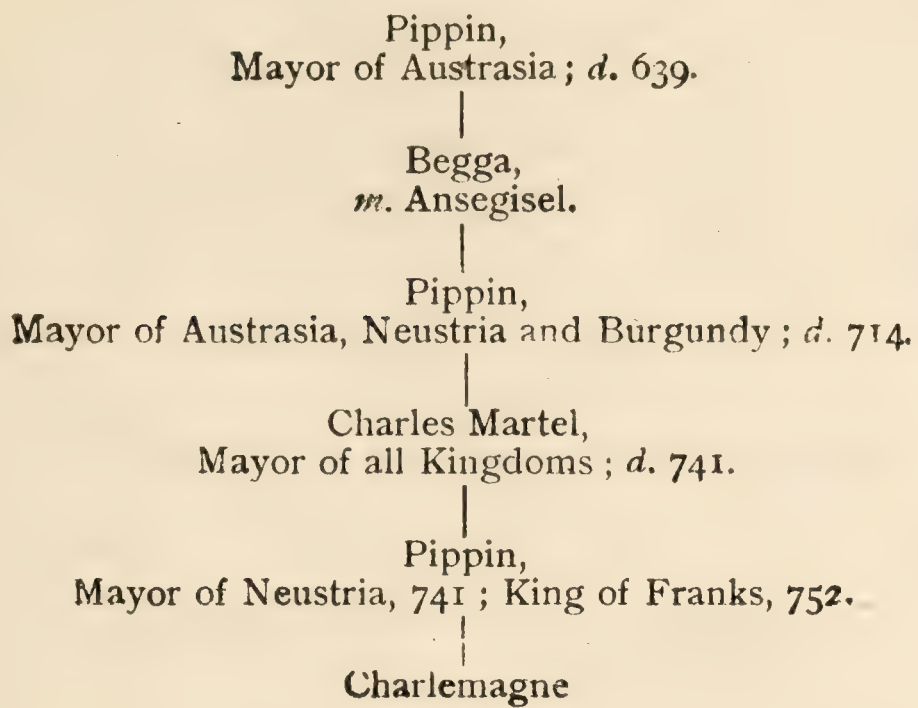 Pippin,
Mayor of Austrasia; d. 639.
Begga,
m. Ansegisel.
Pippin,
Mayor of Austrasia, Neustria and Burgundy; d. 714.
Charles Martel,
Mayor of all Kingdoms; d. 741.
Pippin,
Mayor of Neustria, 741; King of Franks, 752.
Charlemagne